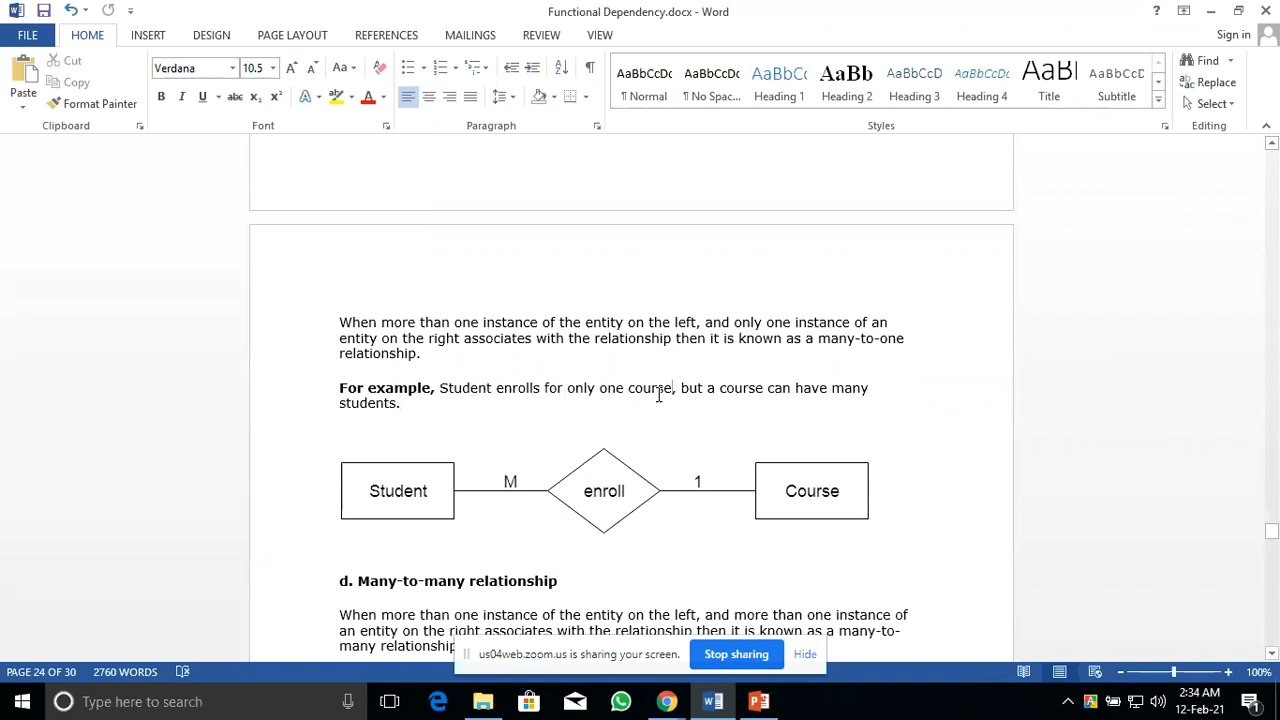 Functional Dependency.docx - Word
? 
Sign in
FILE HOME INSERT DESIGN PAGE LAYOUT REFERENCES MAILINGS REVIEW VIEW
Paste
Cut
Copy
Format Painter
Clipboard
Verdana 10.5 Aa
B I U abc x₂ x² A A
Font
Paragraph
AaBbCcDc AaBbCcDc AaBbC AaBb AaBbCcD AaBbCcD AaBl AaBbCcD
¶ Normal ¶ No Spac... Heading 1 Heading 2 Heading 3 Heading 4 Title Subtitle
Styles
Find
Replace
Select
Editing
When more than one instance of the entity on the left, and only one instance of an
entity on the right associates with the relationship then it is known as a many-to-one
relationship.
For example, Student enrolls for only one course, but a course can have many
students.
Student M enroll 1 Course
d. Many-to-many relationship
When more than one instance of the entity on the left, and more than one instance of
an entity on the right associates with the relationship then it is known as a many-to-
many relationship
us04web.zoom.us is sharing your screen. Stop sharing Hide
PAGE 24 OF 30 2760 WORDS 100%
Type here to search
2:34 AM
12-Feb-21